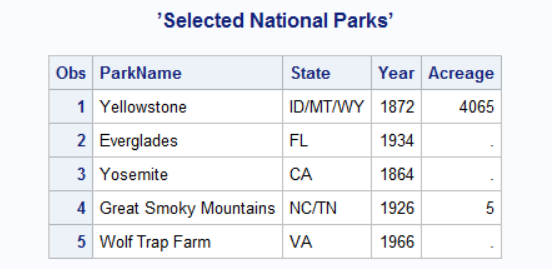 ’Selected National Parks’
Obs ParkName State Year Acreage
1 Yellowstone ID/MT/WY 1872 4065
2 Everglades FL 1934 .
3 Yosemite CA 1864 .
4 Great Smoky Mountains NC/TN 1926 5
5 Wolf Trap Farm VA 1966 .